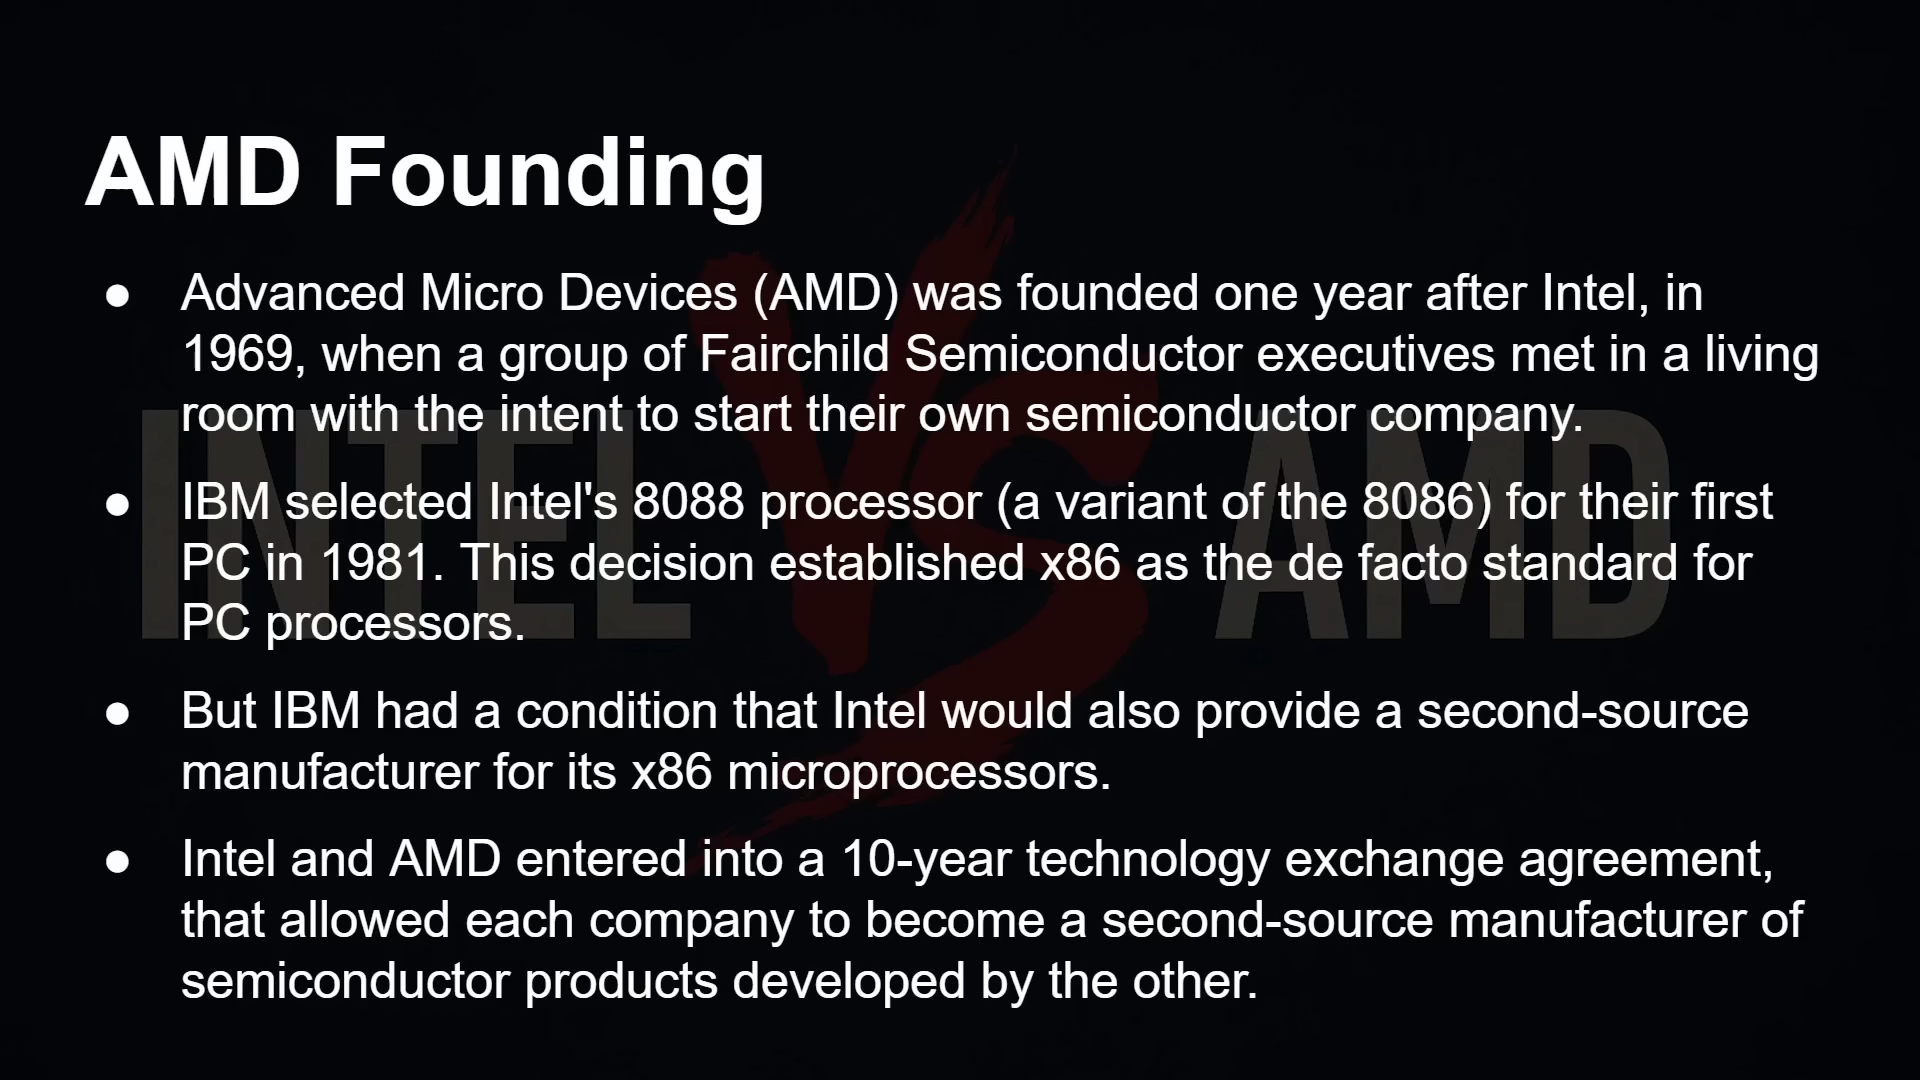 AMD Founding
● Advanced Micro Devices (AMD) was founded one year after Intel, in
1969, when a group of Fairchild Semiconductor executives met in a living
room with the intent to start their own semiconductor company.
● IBM selected Intel's 8088 processor (a variant of the 8086) for their first
PC in 1981. This decision established x86 as the de facto standard for
PC processors.
● But IBM had a condition that Intel would also provide a second-source
manufacturer for its x86 microprocessors.
● Intel and AMD entered into a 10-year technology exchange agreement,
that allowed each company to become a second-source manufacturer of
semiconductor products developed by the other.
INTEL VS AMD